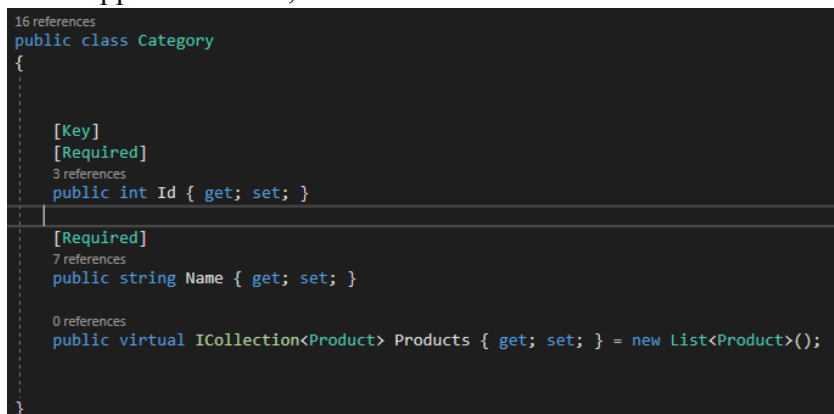 16 references
public class Category
{
[Key]
[Required]
3 references
public int Id { get; set; }
[Required]
7 references
public string Name { get; set; }
0 references
public virtual ICollection<Product> Products { get; set; } = new List<Product>();
}